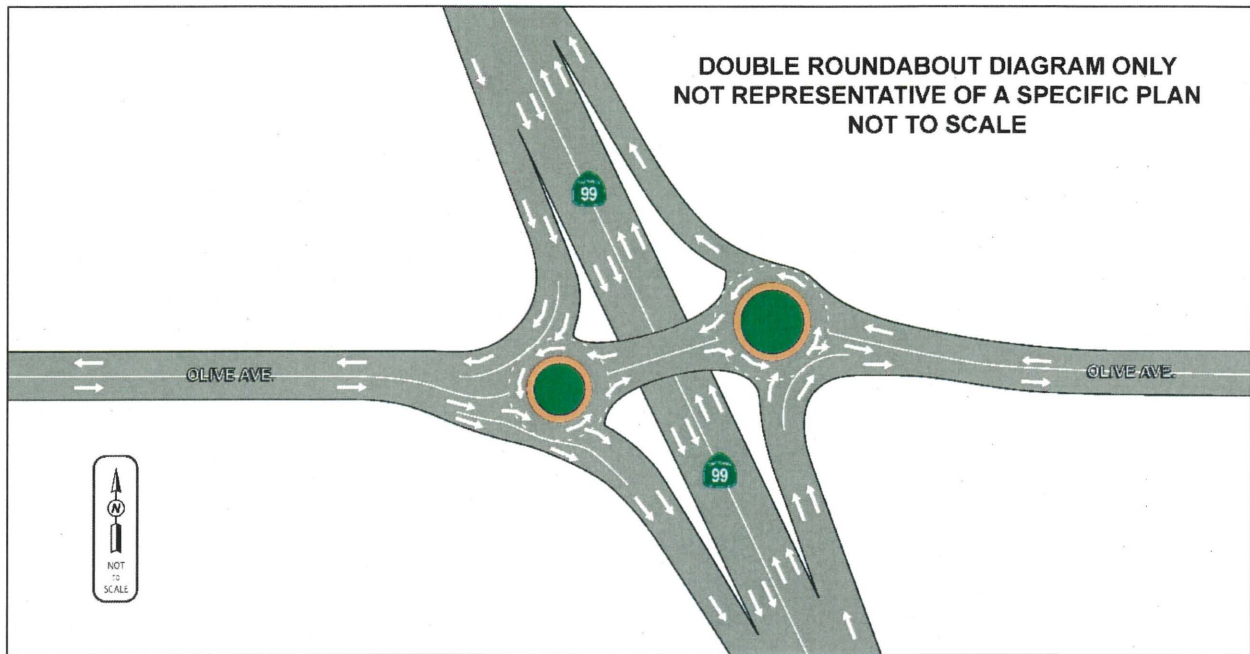 DOUBLE ROUNDABOUT DIAGRAM ONLY
NOT REPRESENTATIVE OF A SPECIFIC PLAN
NOT TO SCALE
99
OLIVE AVE.
OLIVE AVE.
99
N
NOT
TO
SCALE